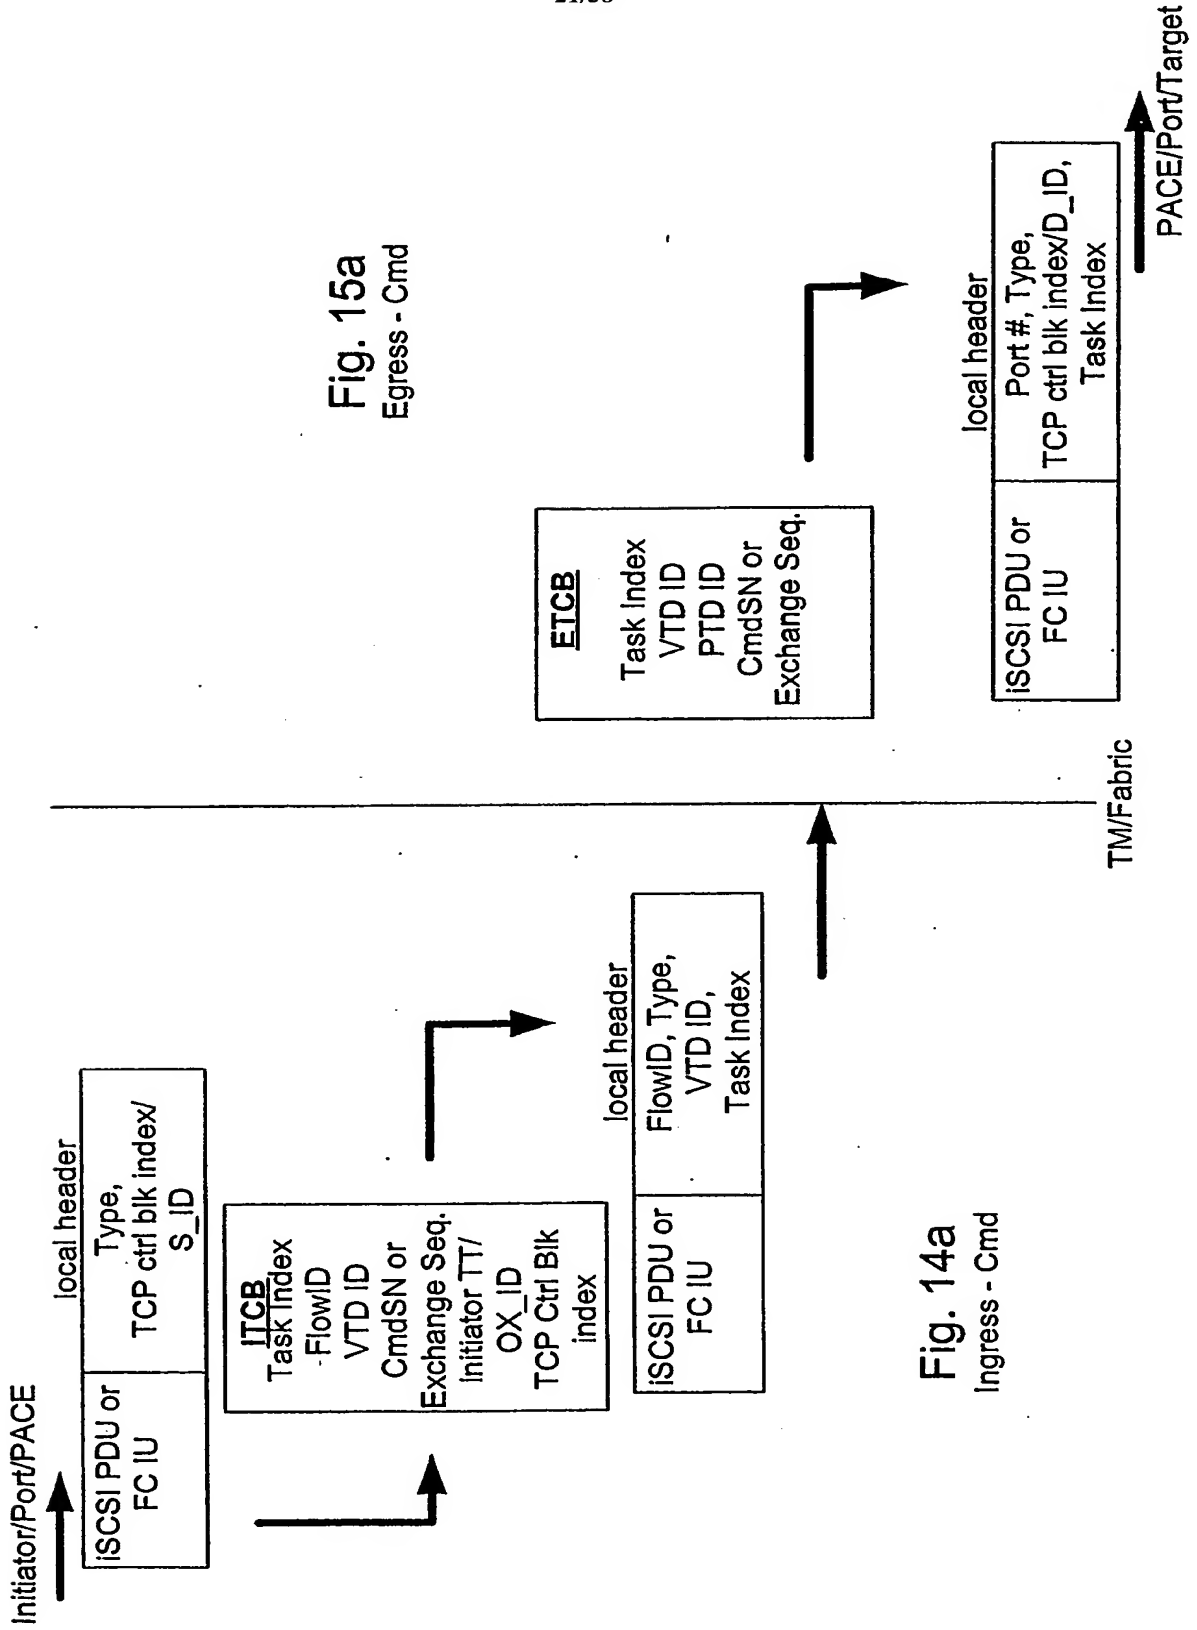 Initiator/Port/PACE
local header
iSCSI PDU or
FC IU
Type,
TCP ctrl blk index/
S_ID
ITCB
Task Index
FlowID
VTD ID
CmdSN or
Exchange Seq.
Initiator TT/
OX_ID
TCP Ctrl Blk
index
local header
iSCSI PDU or
FC IU
FlowID, Type,
VTD ID,
Task Index
Fig. 14a
Ingress - Cmd
TM/Fabric
Fig. 15a
Egress - Cmd
ETCB
Task Index
VTD ID
PTD ID
CmdSN or
Exchange Seq.
local header
iSCSI PDU or
FC IU
Port #, Type,
TCP ctrl blk index/D_ID,
Task Index
PACE/Port/Target